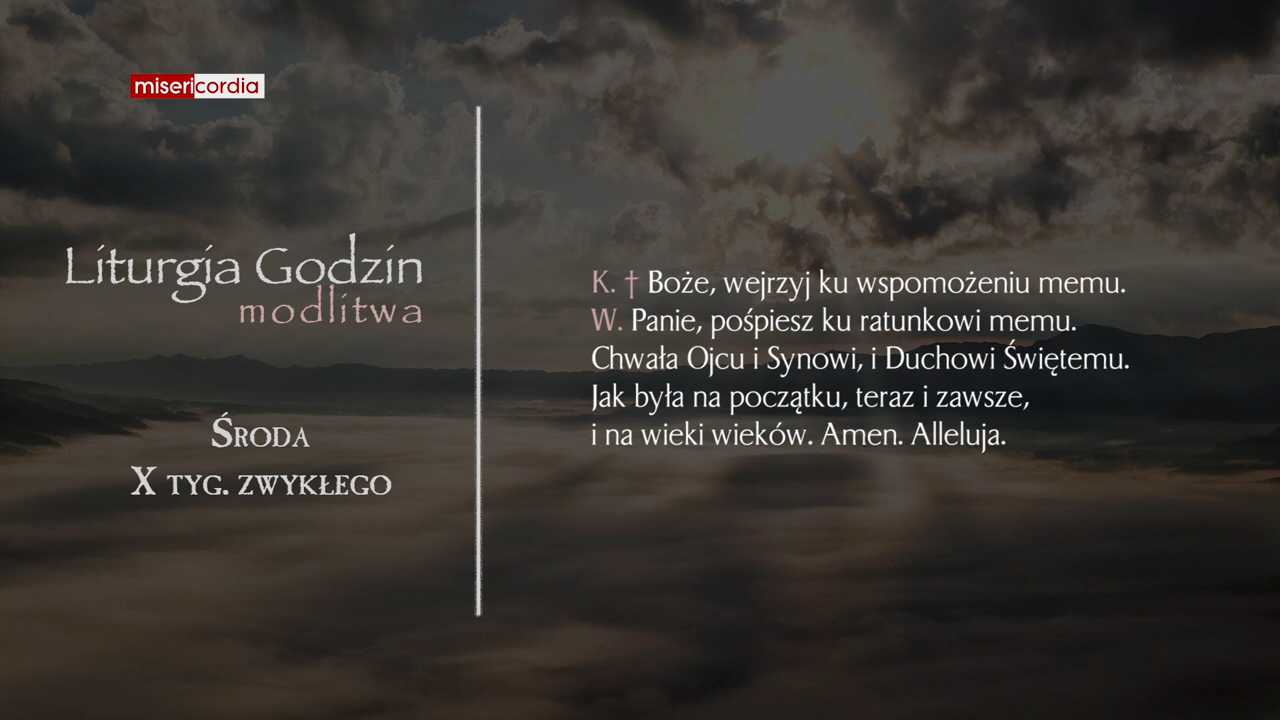 misericordia
Liturgia Godzin
modlitwa
Środa
X tyg. zwykłego
K. † Boże, wejrzyj ku wspomożeniu memu.
W. Panie, pośpiesz ku ratunkowi memu.
Chwała Ojcu i Synowi, i Duchowi Świętemu.
Jak była na początku, teraz i zawsze,
i na wieki wieków. Amen. Alleluja.